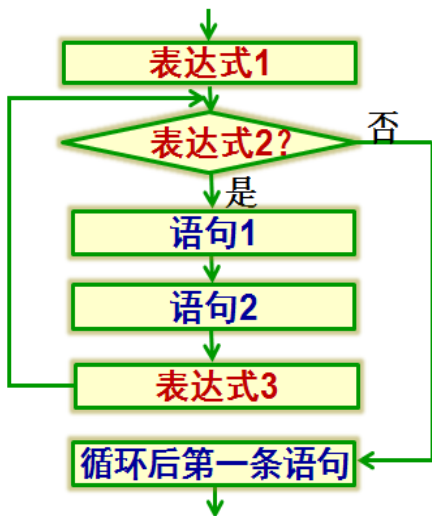 表达式1
表达式2?
否
是
语句1
语句2
表达式3
循环后第一条语句